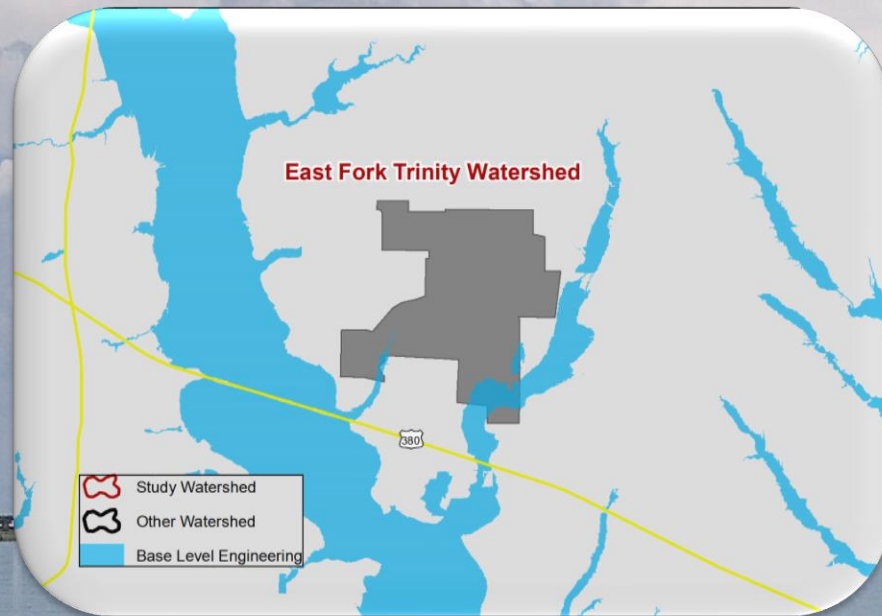 East Fork Trinity Watershed
380
Study Watershed
Other Watershed
Base Level Engineering